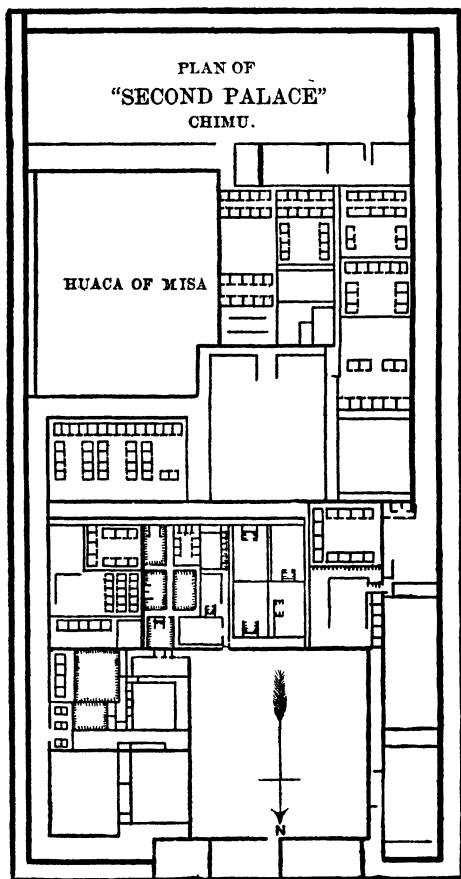 PLAN OF
"SECOND PALACE"
CHIMU.
HUACA OF MISA
N